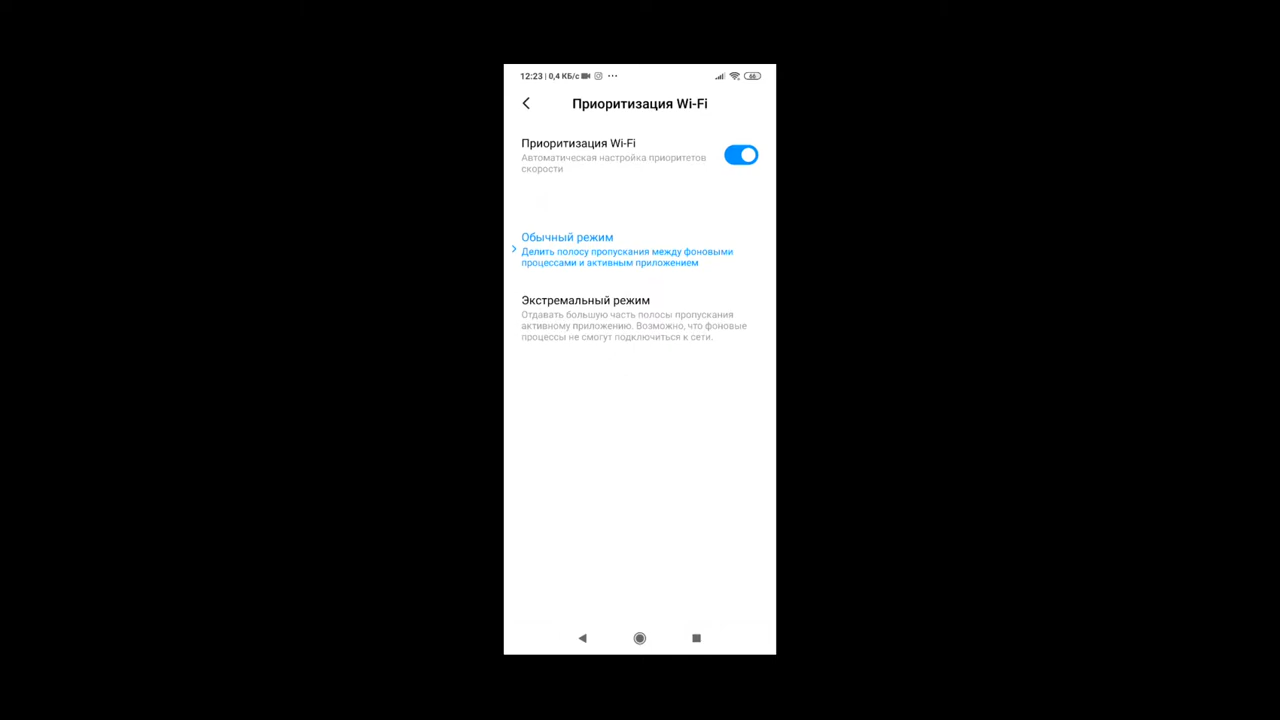 12:23 | 0,4 КБ/с ... 66
Приоритизация Wi-Fi
Приоритизация Wi-Fi
Автоматическая настройка приоритетов
скорости
Обычный режим
Делить полосу пропускания между фоновыми
процессами и активным приложением
Экстремальный режим
Отдавать большую часть полосы пропускания
активному приложению. Возможно, что фоновые
процессы не смогут подключиться к сети.